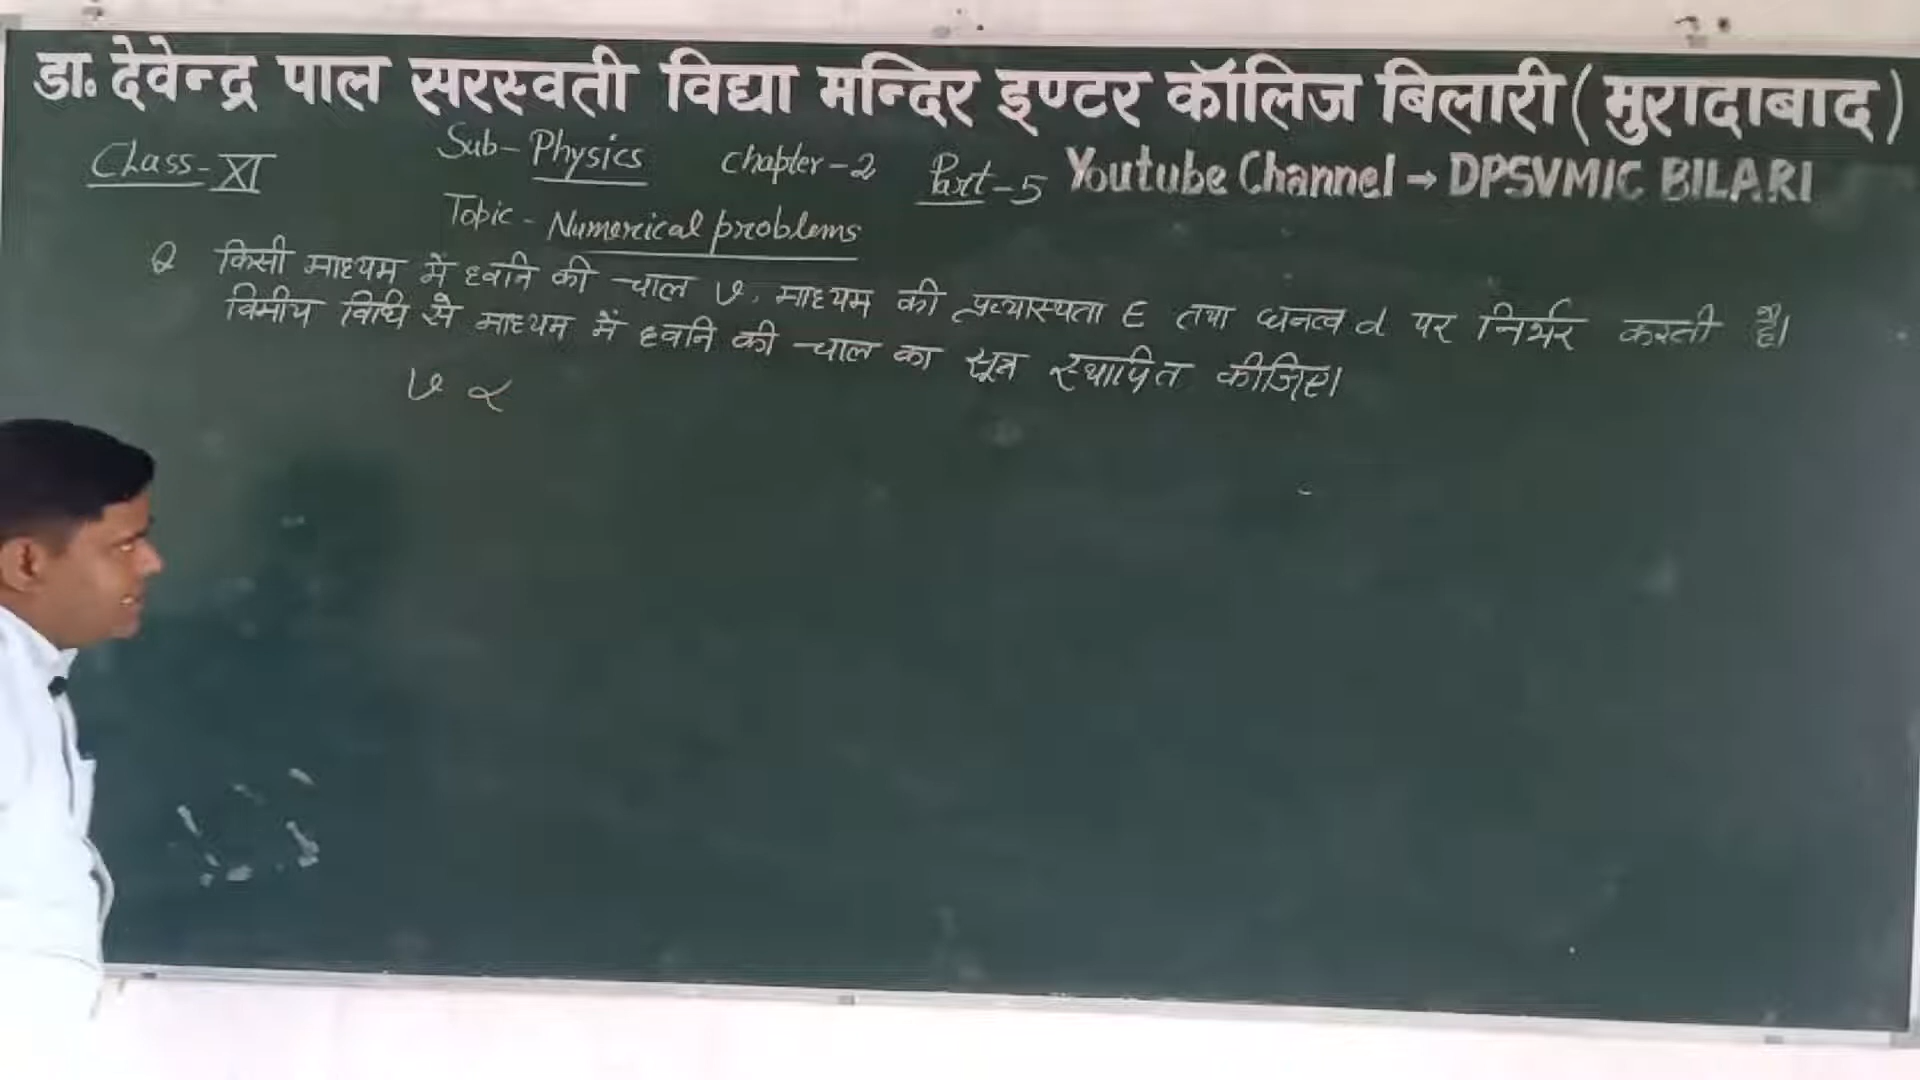 डा. देवेन्द्र पाल सरस्वती विद्या मन्दिर इण्टर कॉलिज बिलारी ( मुरादाबाद )
Class-XI Sub-Physics Chapter-2 Part-5 Youtube Channel → DPSVMIC BILARI
Topic - Numerical problems
Q किसी माध्यम में ध्वनि की चाल v, माध्यम की प्रत्यास्थता E तथा घनत्व d पर निर्भर करती है।
विमीय विधि से माध्यम में ध्वनि की चाल का सूत्र स्थापित कीजिए।
v ∝